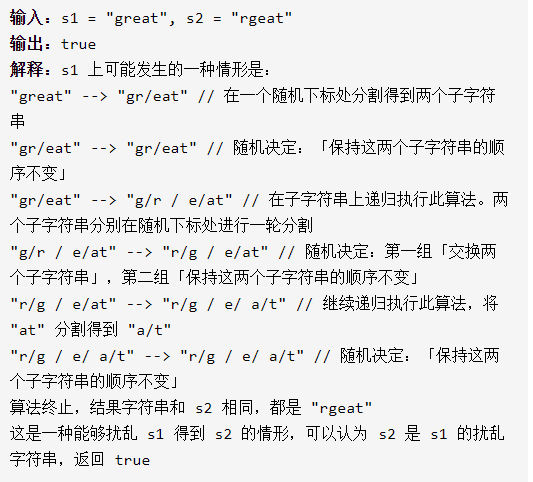 输入：s1 = "great", s2 = "rgeat"
输出：true
解释：s1 上可能发生的一种情形是：
"great" --> "gr/eat" // 在一个随机下标处分割得到两个子字符
串
"gr/eat" --> "gr/eat" // 随机决定：「保持这两个子字符串的顺
序不变」
"gr/eat" --> "g/r / e/at" // 在子字符串上递归执行此算法。两
个子字符串分别在随机下标处进行一轮分割
"g/r / e/at" --> "r/g / e/at" // 随机决定：第一组「交换两
个子字符串」，第二组「保持这两个子字符串的顺序不变」
"r/g / e/at" --> "r/g / e/ a/t" // 继续递归执行此算法，将
"at" 分割得到 "a/t"
"r/g / e/ a/t" --> "r/g / e/ a/t" // 随机决定：「保持这两
个子字符串的顺序不变」
算法终止，结果字符串和 s2 相同，都是 "rgeat"
这是一种能够扰乱 s1 得到 s2 的情形，可以认为 s2 是 s1 的扰乱
字符串，返回 true